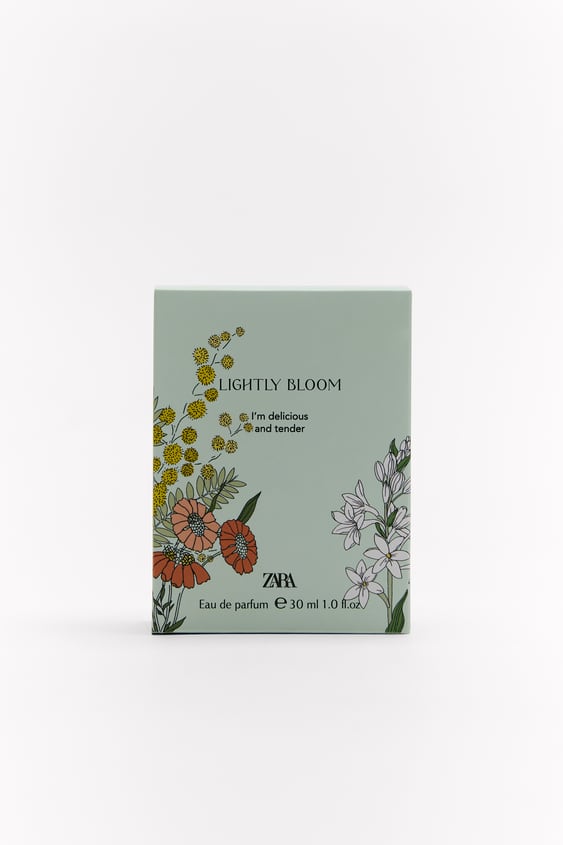 LIGHTLY BLOOM
I'm delicious
and tender
ZARA
Eau de parfum ℮ 30 ml 1.0 fl.oz